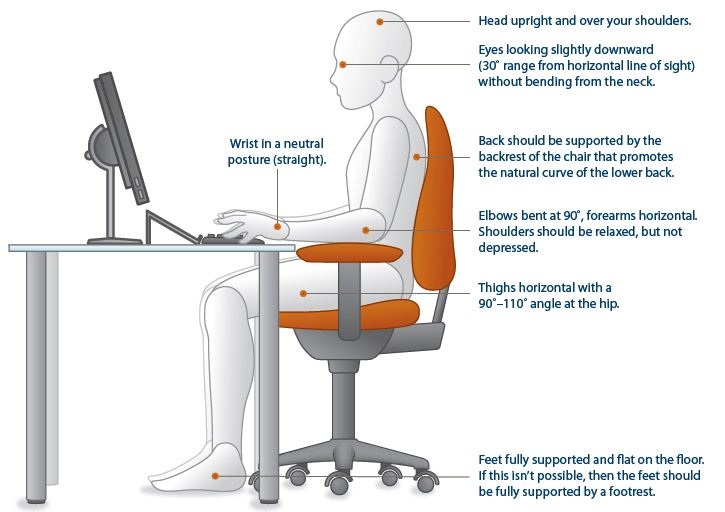 Head upright and over your shoulders.
Eyes looking slightly downward
(30˚ range from horizontal line of sight)
without bending from the neck.
Wrist in a neutral
posture (straight).
Back should be supported by the
backrest of the chair that promotes
the natural curve of the lower back.
Elbows bent at 90˚, forearms horizontal.
Shoulders should be relaxed, but not
depressed.
Thighs horizontal with a
90˚–110˚ angle at the hip.
Feet fully supported and flat on the floor.
If this isn’t possible, then the feet should
be fully supported by a footrest.